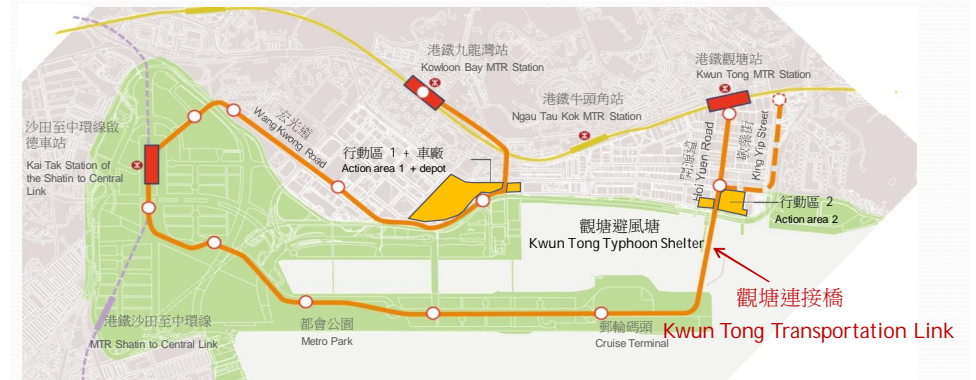 港鐵九龍灣站
Kowloon Bay MTR Station
港鐵觀塘站
Kwun Tong MTR Station
港鐵牛頭角站
Ngau Tau Kok MTR Station
沙田至中環線啟
德車站
Kai Tak Station of
the Shatin to Central
Link
宏光道
Wang Kwong Road
行動區 1 + 車廠
Action area 1 + depot
開源道
Hoi Yuen Road
敬業街
King Yip Street
行動區 2
Action area 2
觀塘避風塘
Kwun Tong Typhoon Shelter
觀塘連接橋
Kwun Tong Transportation Link
港鐵沙田至中環線
MTR Shatin to Central Link
都會公園
Metro Park
郵輪碼頭
Cruise Terminal